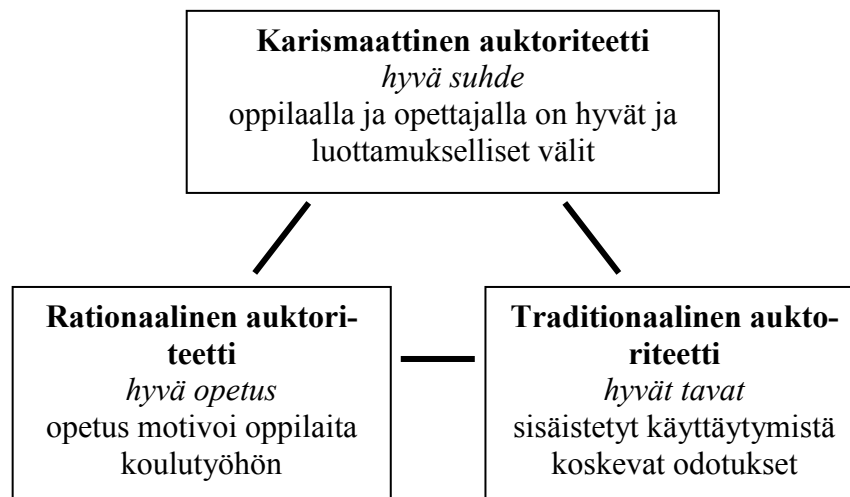 Karismaattinen auktoriteetti
hyvä suhde
oppilaalla ja opettajalla on hyvät ja
luottamukselliset välit
Rationaalinen auktori-
teetti
hyvä opetus
opetus motivoi oppilaita
koulutyöhön
Traditionaalinen aukto-
riteetti
hyvät tavat
sisäistetyt käyttäytymistä
koskevat odotukset